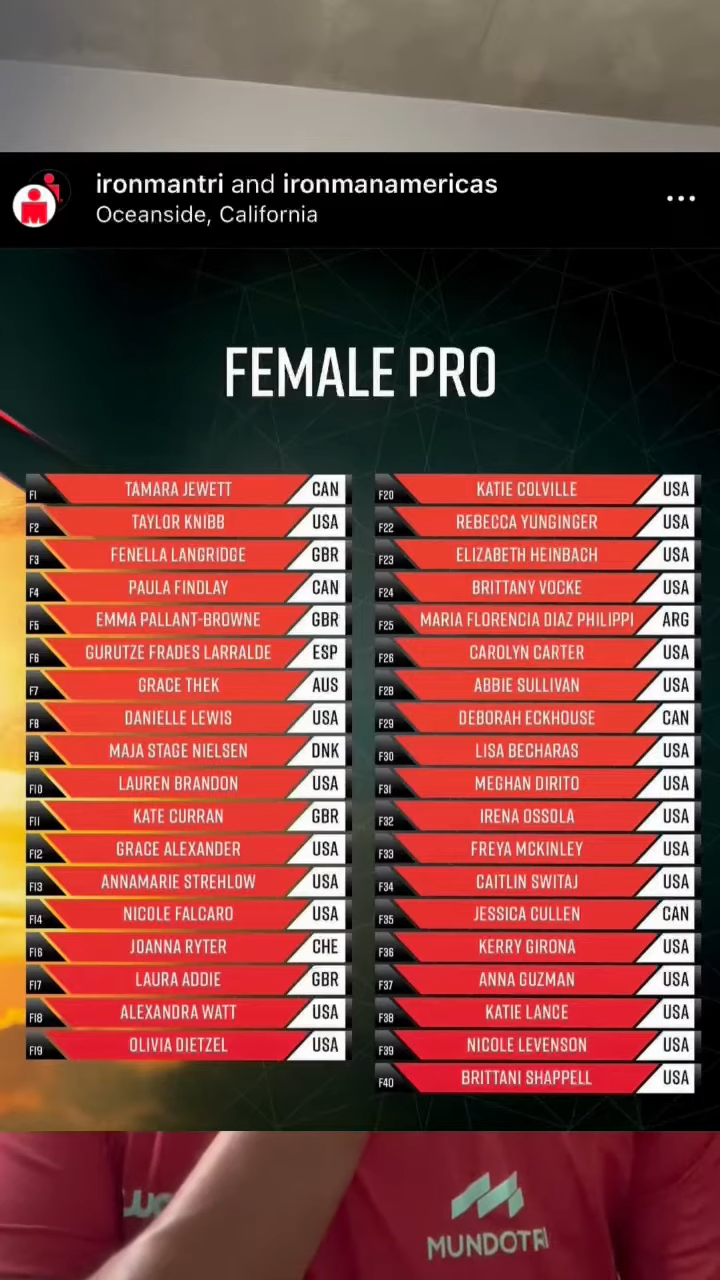 ironmantri and ironmanamericas
Oceanside, California
FEMALE PRO
F1 TAMARA JEWETT CAN
F2 TAYLOR KNIBB USA
F3 FENELLA LANGRIDGE GBR
F4 PAULA FINDLAY CAN
F5 EMMA PALLANT-BROWNE GBR
F6 GURUTZE FRADES LARRALDE ESP
F7 GRACE THEK AUS
F8 DANIELLE LEWIS USA
F9 MAJA STAGE NIELSEN DNK
F10 LAUREN BRANDON USA
F11 KATE CURRAN GBR
F12 GRACE ALEXANDER USA
F13 ANNAMARIE STREHLOW USA
F14 NICOLE FALCARO USA
F16 JOANNA RYTER CHE
F17 LAURA ADDIE GBR
F18 ALEXANDRA WATT USA
F19 OLIVIA DIETZEL USA
F20 KATIE COLVILLE USA
F22 REBECCA YUNGINGER USA
F23 ELIZABETH HEINBACH USA
F24 BRITTANY VOCKE USA
F25 MARIA FLORENCIA DIAZ PHILIPPI ARG
F26 CAROLYN CARTER USA
F28 ABBIE SULLIVAN USA
F29 DEBORAH ECKHOUSE CAN
F30 LISA BECHARAS USA
F31 MEGHAN DIRITO USA
F32 IRENA OSSOLA USA
F33 FREYA MCKINLEY USA
F34 CAITLIN SWITAJ USA
F35 JESSICA CULLEN CAN
F36 KERRY GIRONA USA
F37 ANNA GUZMAN USA
F38 KATIE LANCE USA
F39 NICOLE LEVENSON USA
F40 BRITTANI SHAPPELL USA
MUNDOTRI